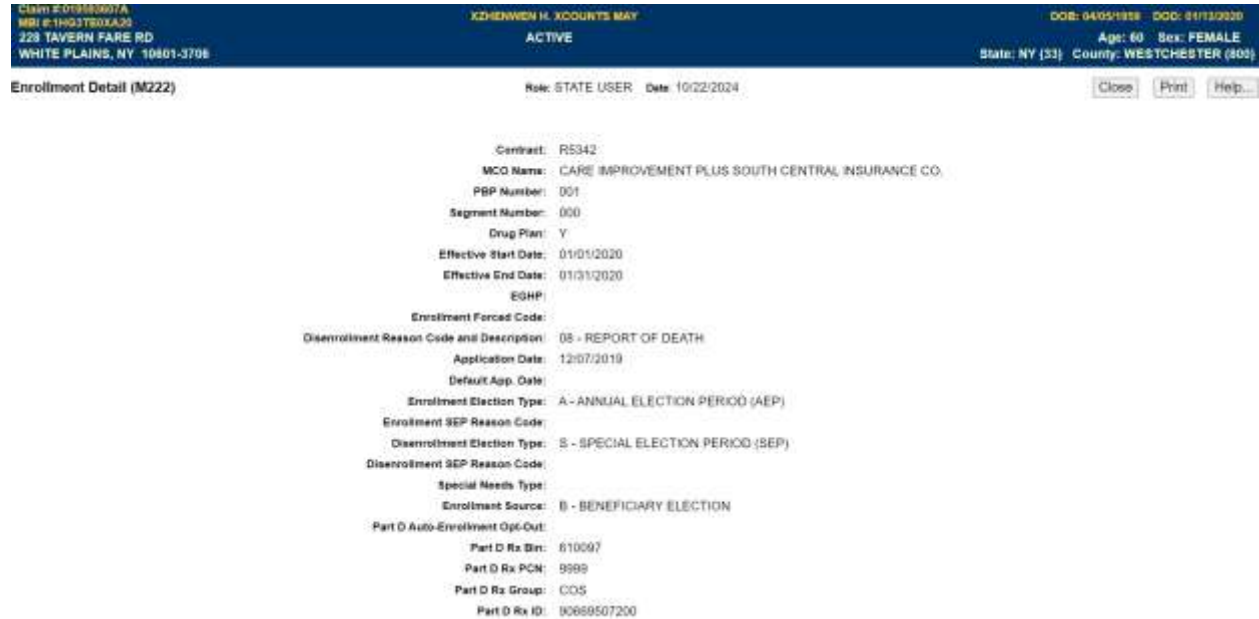 Claim #:019593607A
MBI #:1HG3TE0XA20
228 TAVERN FARE RD
WHITE PLAINS, NY 10601-3706
XZHENWEN H. XCOUNTS MAY
ACTIVE
DOB: 04/05/1959 DOD: 01/13/2020
Age: 60 Sex: FEMALE
State: NY (33) County: WESTCHESTER (800)
Enrollment Detail (M222)
Role: STATE USER Date: 10/22/2024
Close Print Help...
Contract: R5342
MCO Name: CARE IMPROVEMENT PLUS SOUTH CENTRAL INSURANCE CO.
PBP Number: 001
Segment Number: 000
Drug Plan: Y
Effective Start Date: 01/01/2020
Effective End Date: 01/31/2020
EGHP:
Enrollment Forced Code:
Disenrollment Reason Code and Description: 08 - REPORT OF DEATH
Application Date: 12/07/2019
Default App. Date:
Enrollment Election Type: A - ANNUAL ELECTION PERIOD (AEP)
Enrollment SEP Reason Code:
Disenrollment Election Type: S - SPECIAL ELECTION PERIOD (SEP)
Disenrollment SEP Reason Code:
Special Needs Type:
Enrollment Source: B - BENEFICIARY ELECTION
Part D Auto-Enrollment Opt-Out:
Part D Rx Bin: 610097
Part D Rx PCN: 9999
Part D Rx Group: COS
Part D Rx ID: 90869507200